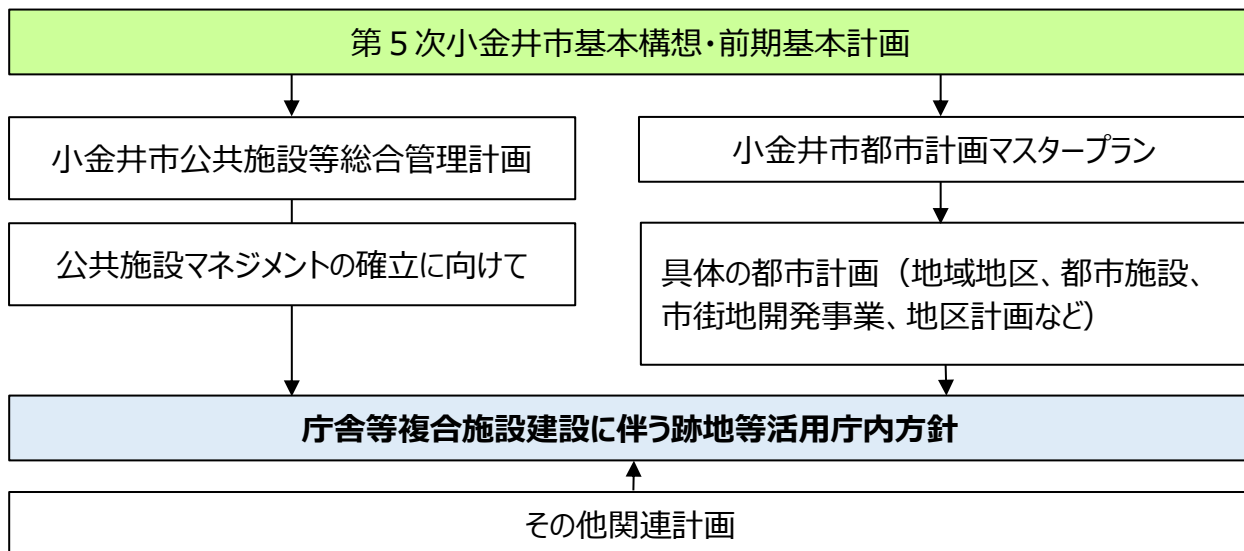 第５次小金井市基本構想・前期基本計画
小金井市公共施設等総合管理計画
小金井市都市計画マスタープラン
公共施設マネジメントの確立に向けて
具体の都市計画（地域地区、都市施設、
市街地開発事業、地区計画など）
庁舎等複合施設建設に伴う跡地等活用庁内方針
その他関連計画